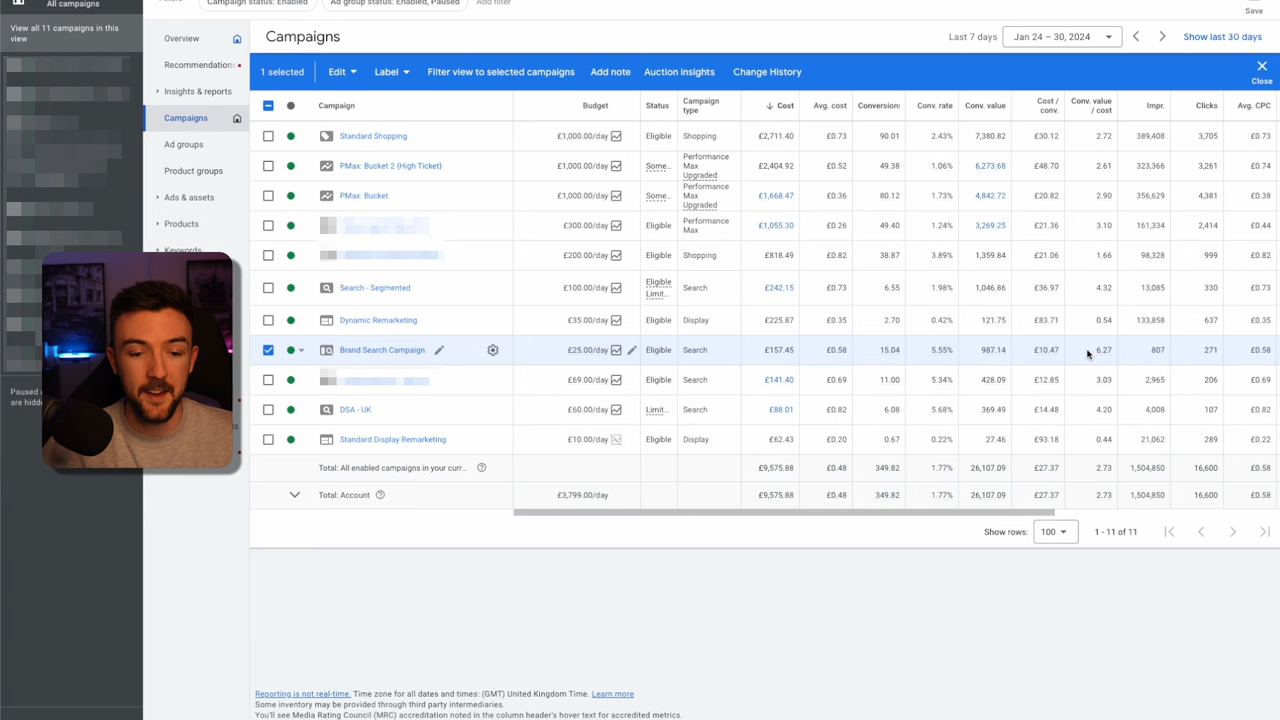 All campaigns
Campaign status: Enabled
Ad group status: Enabled, Paused
Add filter
Save
View all 11 campaigns in this
view
Overview
Recommendations
Insights & reports
Campaigns
Ad groups
Product groups
Ads & assets
Products
Keywords
Campaigns
Last 7 days
Jan 24 – 30, 2024
Show last 30 days
1 selected
Edit
Label
Filter view to selected campaigns
Add note
Auction insights
Change History
Close
Campaign Budget Status Campaign type Cost Avg. cost Conversions Conv. rate Conv. value Cost / conv. Conv. value / cost Impr. Clicks Avg. CPC
Standard Shopping £1,000.00/day Eligible Shopping £2,711.40 £0.73 90.01 2.43% 7,380.82 £30.12 2.72 389,408 3,705 £0.73
PMax: Bucket 2 (High Ticket) £1,000.00/day Some... Performance Max Upgraded £2,404.92 £0.52 49.38 1.06% 6,273.68 £48.70 2.61 323,366 3,261 £0.74
PMax: Bucket £1,000.00/day Some... Performance Max Upgraded £1,668.47 £0.36 80.12 1.73% 4,842.72 £20.82 2.90 356,629 4,381 £0.38
£300.00/day Eligible Performance Max £1,055.30 £0.26 49.40 1.24% 3,269.25 £21.36 3.10 161,334 2,414 £0.44
£200.00/day Eligible Shopping £818.49 £0.82 38.87 3.89% 1,359.84 £21.06 1.66 98,328 999 £0.82
Search - Segmented £100.00/day Eligible Limit... Search £242.15 £0.73 6.55 1.98% 1,046.86 £36.97 4.32 13,085 330 £0.73
Dynamic Remarketing £35.00/day Eligible Display £225.87 £0.35 2.70 0.42% 121.75 £83.71 0.54 133,858 637 £0.35
Brand Search Campaign £25.00/day Eligible Search £157.45 £0.58 15.04 5.55% 987.14 £10.47 6.27 807 271 £0.58
£69.00/day Eligible Search £141.40 £0.69 11.00 5.34% 428.09 £12.85 3.03 2,965 206 £0.69
DSA - UK £60.00/day Limit... Search £88.01 £0.82 6.08 5.68% 369.49 £14.48 4.20 4,008 107 £0.82
Standard Display Remarketing £10.00/day Eligible Display £62.43 £0.20 0.67 0.22% 27.46 £93.18 0.44 21,062 289 £0.22
Total: All enabled campaigns in your curr... £9,575.88 £0.48 349.82 1.77% 26,107.09 £27.37 2.73 1,504,850 16,600 £0.58
Total: Account £3,799.00/day £9,575.88 £0.48 349.82 1.77% 26,107.09 £27.37 2.73 1,504,850 16,600 £0.58
Show rows: 100 1 - 11 of 11
Reporting is not real-time. Time zone for all dates and times: (GMT) United Kingdom Time. Learn more
Some inventory may be provided through third party intermediaries.
You'll see Media Rating Council (MRC) accreditation noted in the column header's hover text for accredited metrics.